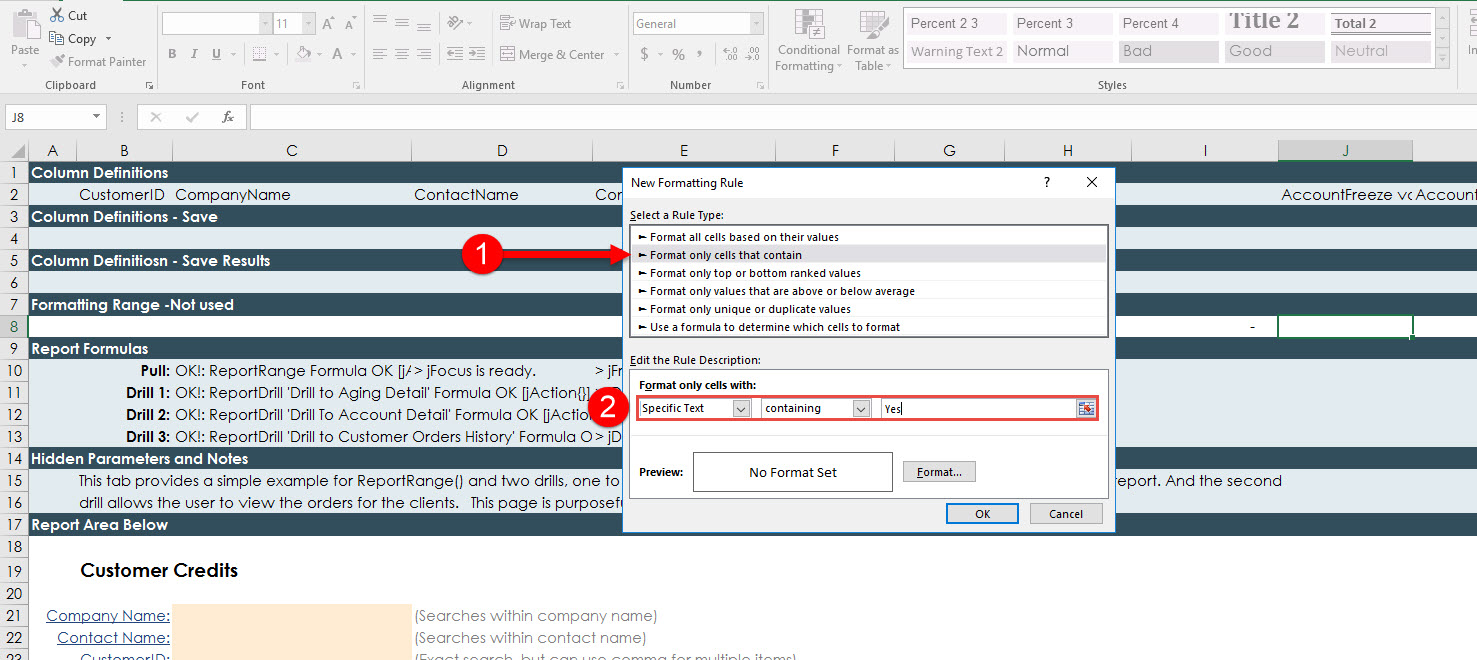 Cut
Copy
Format Painter
Paste
Clipboard
11
A A
B I U
A
Font
Wrap Text
Merge & Center
Alignment
General
$ % ,
.00
Number
Conditional Formatting
Format as Table
Percent 2 3 Percent 3 Percent 4 Title 2 Total 2
Warning Text 2 Normal Bad Good Neutral
Styles
J8
fx
A B C D E F G H I J
1 Column Definitions
2 CustomerID CompanyName ContactName Cor AccountFreeze vc Account
3 Column Definitions - Save
4
5 Column Definitiosn - Save Results
6
7 Formatting Range -Not used
8 -
9 Report Formulas
10 Pull: OK!: ReportRange Formula OK [jA > jFocus is ready. > jFr
11 Drill 1: OK!: ReportDrill 'Drill to Aging Detail' Formula OK [jAction{}]
12 Drill 2: OK!: ReportDrill 'Drill To Account Detail' Formula OK [jActio
13 Drill 3: OK!: ReportDrill 'Drill to Customer Orders History' Formula O > jD
14 Hidden Parameters and Notes
15 This tab provides a simple example for ReportRange() and two drills, one to eport. And the second
16 drill allows the user to view the orders for the clients. This page is purposefu
17 Report Area Below
18
19 Customer Credits
20
21 Company Name: (Searches within company name)
22 Contact Name: (Searches within contact name)
23 CustomerID: (Exact search, but can use comma for multiple items)
New Formatting Rule ?
Select a Rule Type:
► Format all cells based on their values
► Format only cells that contain
► Format only top or bottom ranked values
► Format only values that are above or below average
► Format only unique or duplicate values
► Use a formula to determine which cells to format
Edit the Rule Description:
Format only cells with:
Specific Text containing Yes
Preview: No Format Set Format...
OK Cancel
1
2